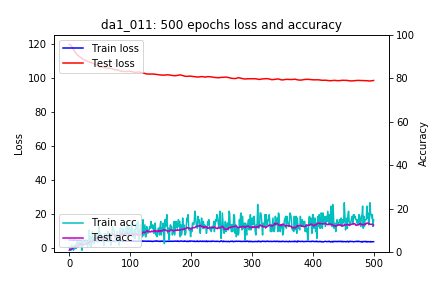 da1_011: 500 epochs loss and accuracy
120
100
80
60
40
20
0
Loss
Train loss
Test loss
Train acc
Test acc
0
100
200
300
400
500
100
80
60
40
20
0
Accuracy